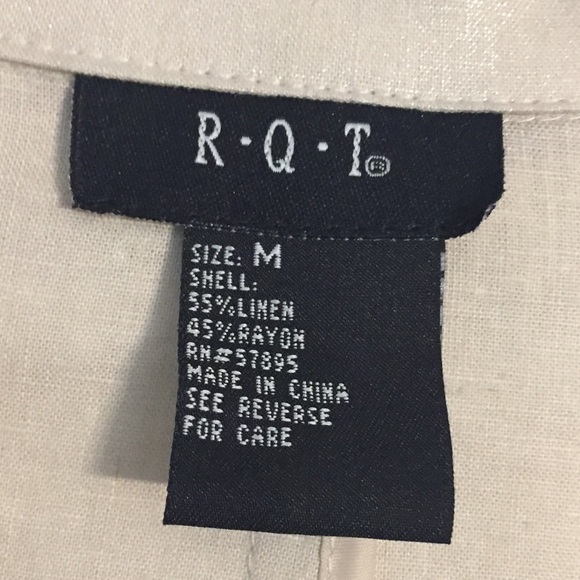 R·Q·T®
SIZE: M
SHELL:
55%LINEN
45%RAYON
RN#57895
MADE IN CHINA
SEE REVERSE
FOR CARE